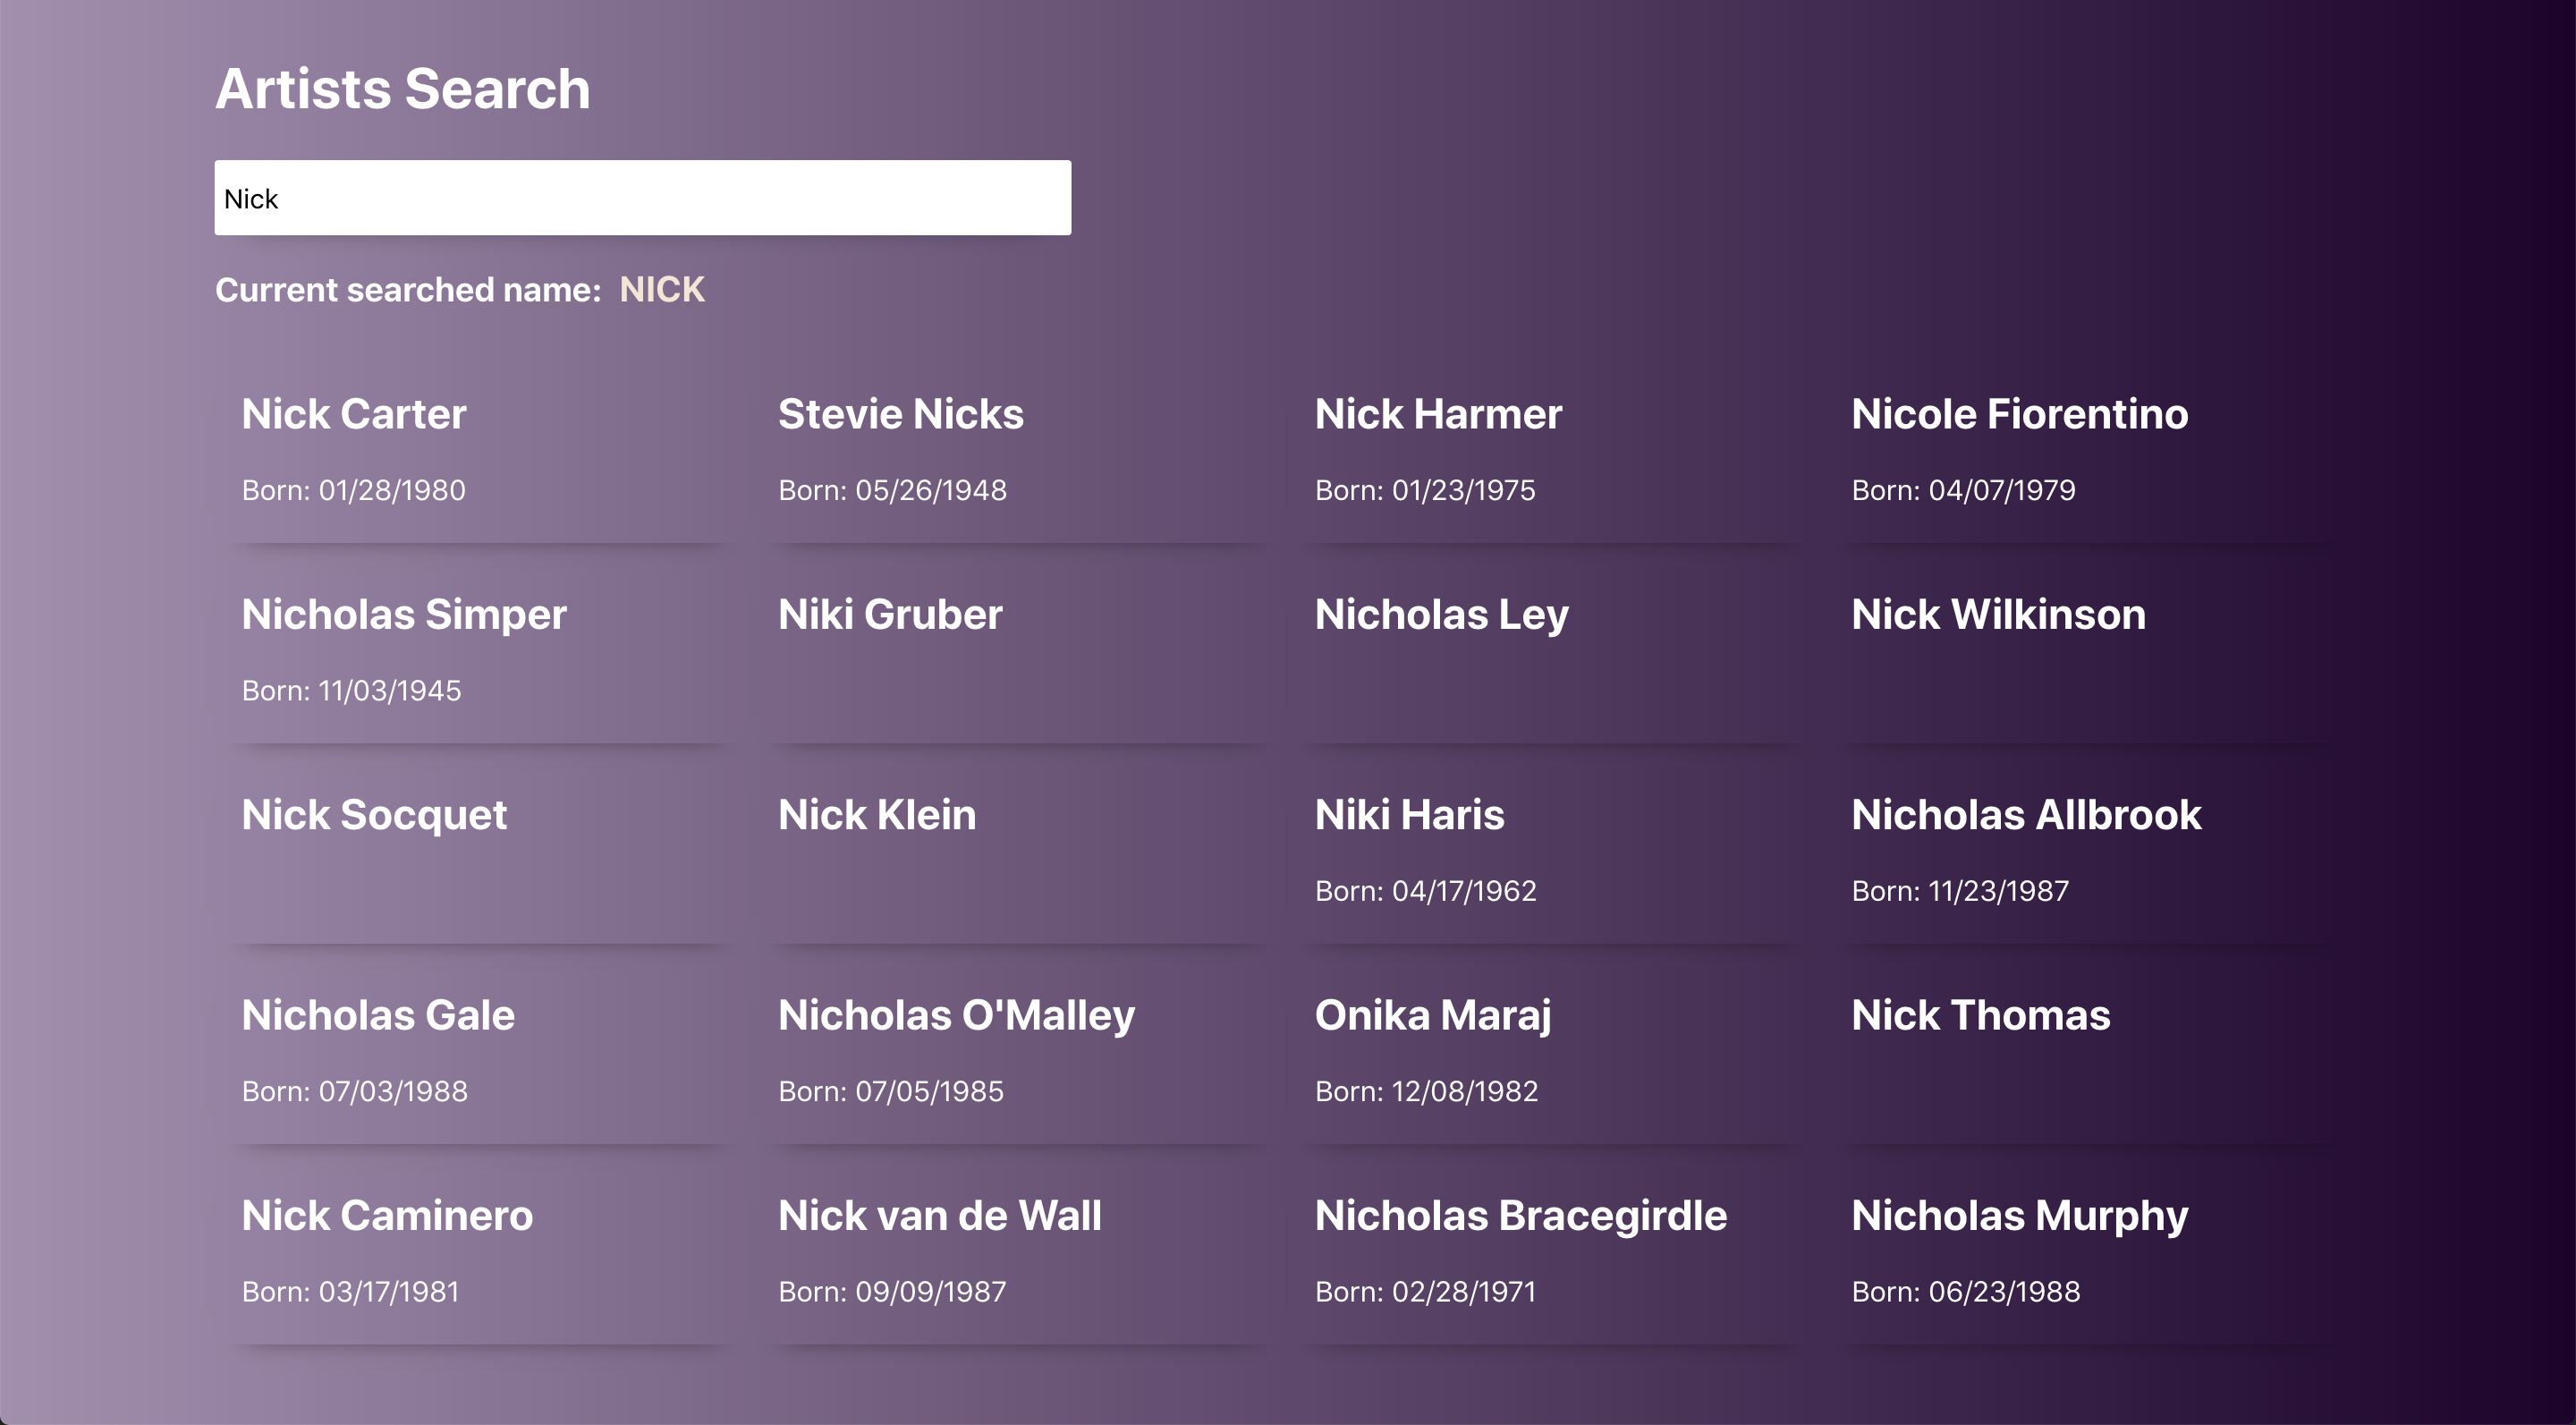 Artists Search
Nick
Current searched name: NICK
Nick Carter
Born: 01/28/1980
Stevie Nicks
Born: 05/26/1948
Nick Harmer
Born: 01/23/1975
Nicole Fiorentino
Born: 04/07/1979
Nicholas Simper
Born: 11/03/1945
Niki Gruber
Nicholas Ley
Nick Wilkinson
Nick Socquet
Nick Klein
Niki Haris
Born: 04/17/1962
Nicholas Allbrook
Born: 11/23/1987
Nicholas Gale
Born: 07/03/1988
Nicholas O'Malley
Born: 07/05/1985
Onika Maraj
Born: 12/08/1982
Nick Thomas
Nick Caminero
Born: 03/17/1981
Nick van de Wall
Born: 09/09/1987
Nicholas Bracegirdle
Born: 02/28/1971
Nicholas Murphy
Born: 06/23/1988